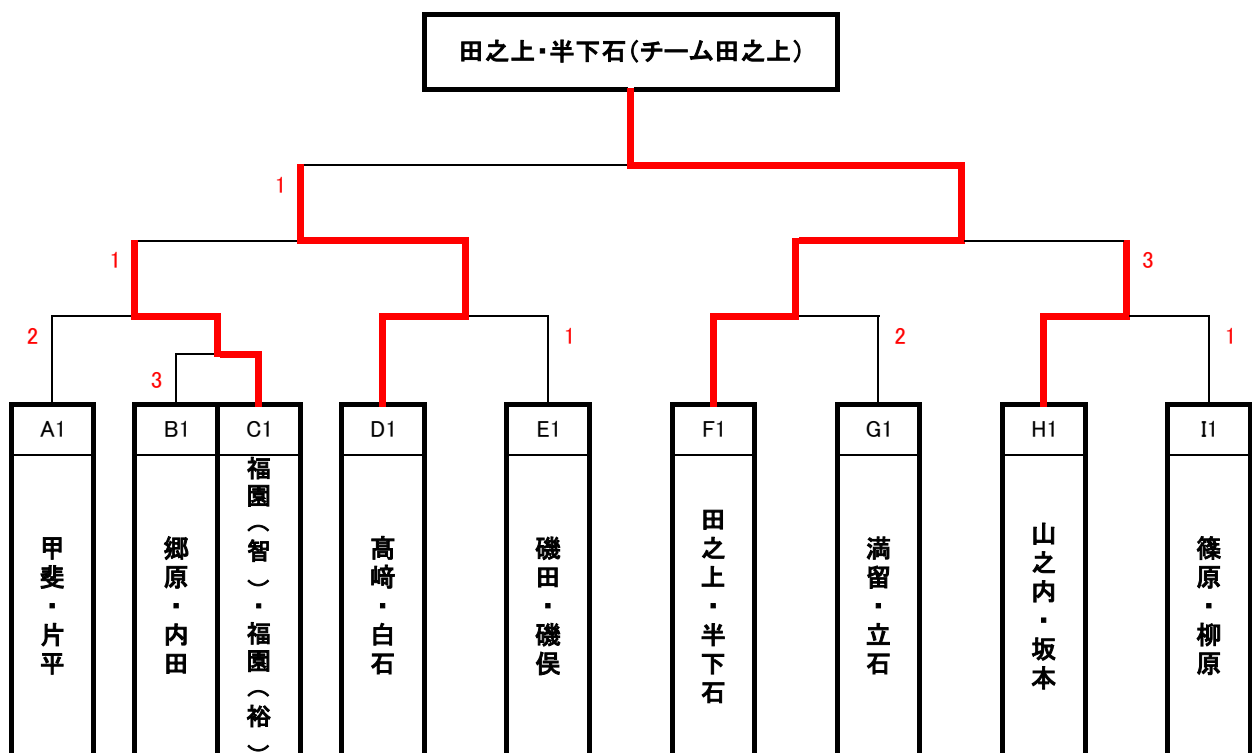 田之上・半下石(チーム田之上)
1
1
3
2
1
2
1
3
A1
B1
C1
D1
E1
F1
G1
H1
I1
甲斐・片平
郷原・内田
福園(智)・福園(裕)
髙﨑・白石
磯田・磯俣
田之上・半下石
満留・立石
山之内・坂本
篠原・柳原